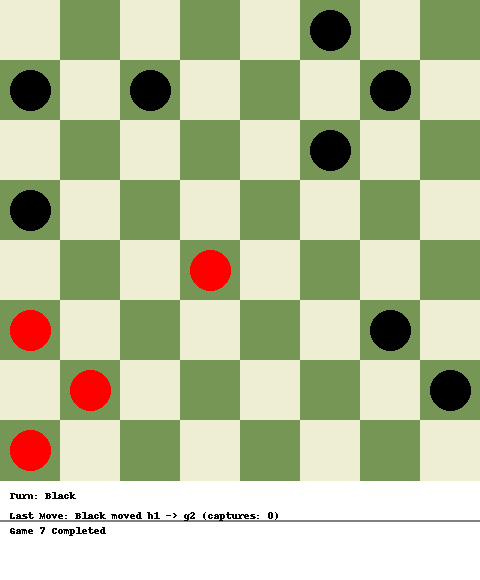 Turn: Black
Last Move: Black moved h1 -> g2 (captures: 0)
Game 7 Completed